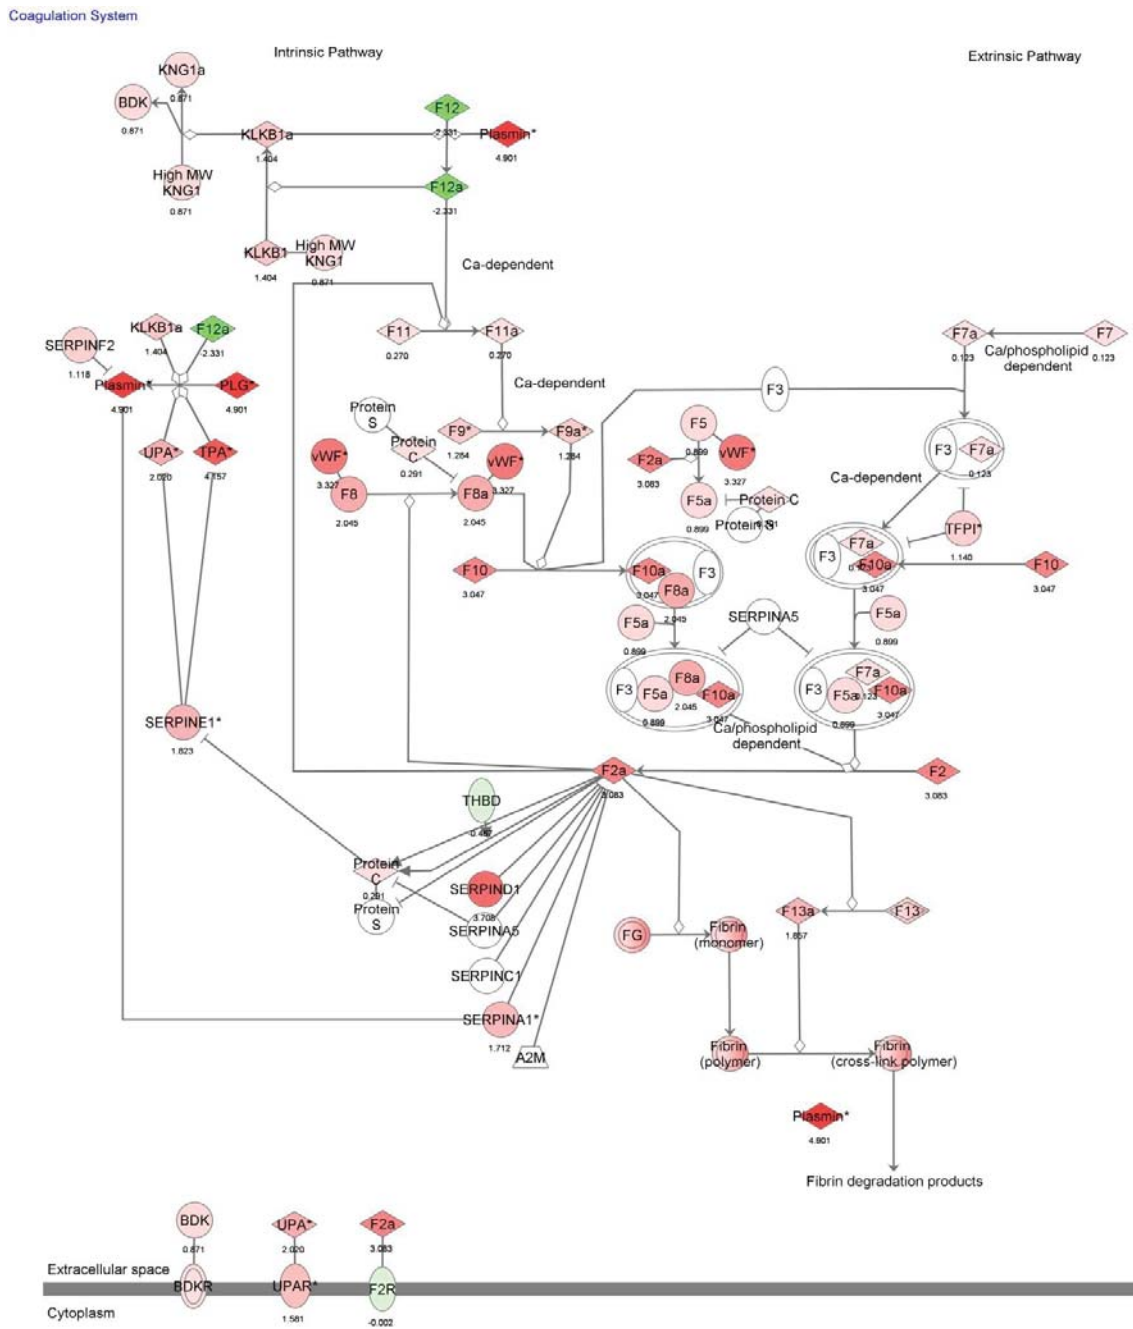 Coagulation System
Intrinsic Pathway
Extrinsic Pathway
KNG1a
0.871
BDK
0.871
F12
-2.331
Plasmin*
4.901
KLKB1a
1.404
High MW
KNG1
0.871
F12a
-2.331
KLKB1
1.404
High MW
KNG1
0.871
Ca-dependent
KLKB1a
1.404
F12a
-2.331
SERPINF2
1.118
Plasmin*
4.901
PLG*
4.901
UPA*
2.020
TPA*
4.157
F11
0.270
F11a
0.270
Ca-dependent
F7a
0.123
F7
0.123
Ca/phospholipid
dependent
F3
Protein
S
Protein
C
0.291
F9*
1.284
F9a*
1.284
vWF*
3.327
F8
2.045
vWF*
3.327
F8a
2.045
F5
0.899
vWF*
3.327
F2a
3.083
F5a
0.899
Protein C
Protein S
F3
F7a
0.123
Ca-dependent
TFPI*
1.140
F3
F7a
F10a
3.047
F10
3.047
F10
3.047
F10a
3.047
F3
F8a
2.045
F5a
0.899
SERPINA5
F5a
0.899
F3
F5a
0.899
F8a
2.045
F10a
3.047
F3
F7a
0.123
F5a
0.899
F10a
3.047
Ca/phospholipid
dependent
SERPINE1*
1.823
F2a
3.083
F2
3.083
THBD
-0.487
Protein
C
0.291
Protein
S
SERPIND1
3.708
SERPINA5
SERPINC1
SERPINA1*
1.712
A2M
FG
Fibrin
(monomer)
F13a
1.857
F13
Fibrin
(polymer)
Fibrin
(cross-link polymer)
Plasmin*
4.901
Fibrin degradation products
BDK
0.871
UPA*
2.020
F2a
3.083
Extracellular space
BDKR
UPAR*
1.581
F2R
-0.002
Cytoplasm